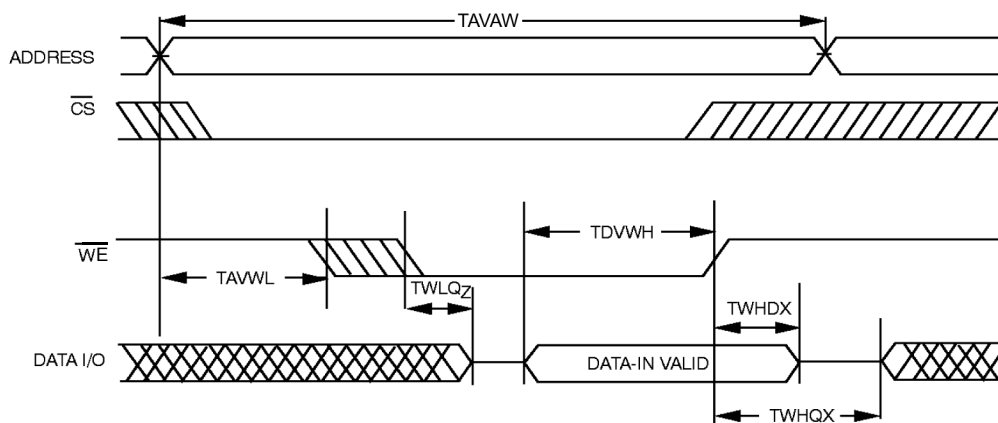 TAVAW
ADDRESS
CS
WE
TDVWH
TAVWL
TWLQZ
TWHDX
DATA I/O
DATA-IN VALID
TWHQX